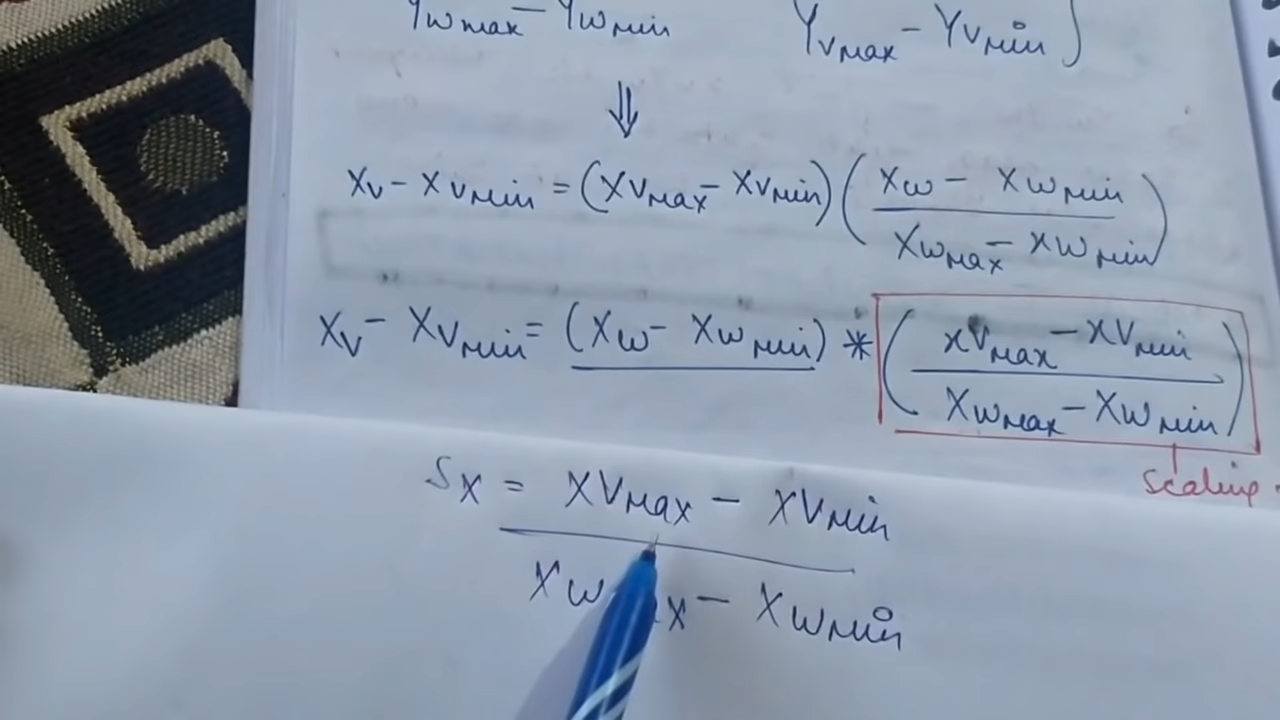 Ywmax - Ywmin    Yvmax - Yvmin }
⇓
Xv - Xvmin = (Xvmax - Xvmin) ( (Xw - Xwmin) / (Xwmax - Xwmin) )
Xv - Xvmin = (Xw - Xwmin) * ( (Xvmax - Xvmin) / (Xwmax - Xwmin) )
scaling
Sx = Xvmax - Xvmin
Xw x - Xwmin